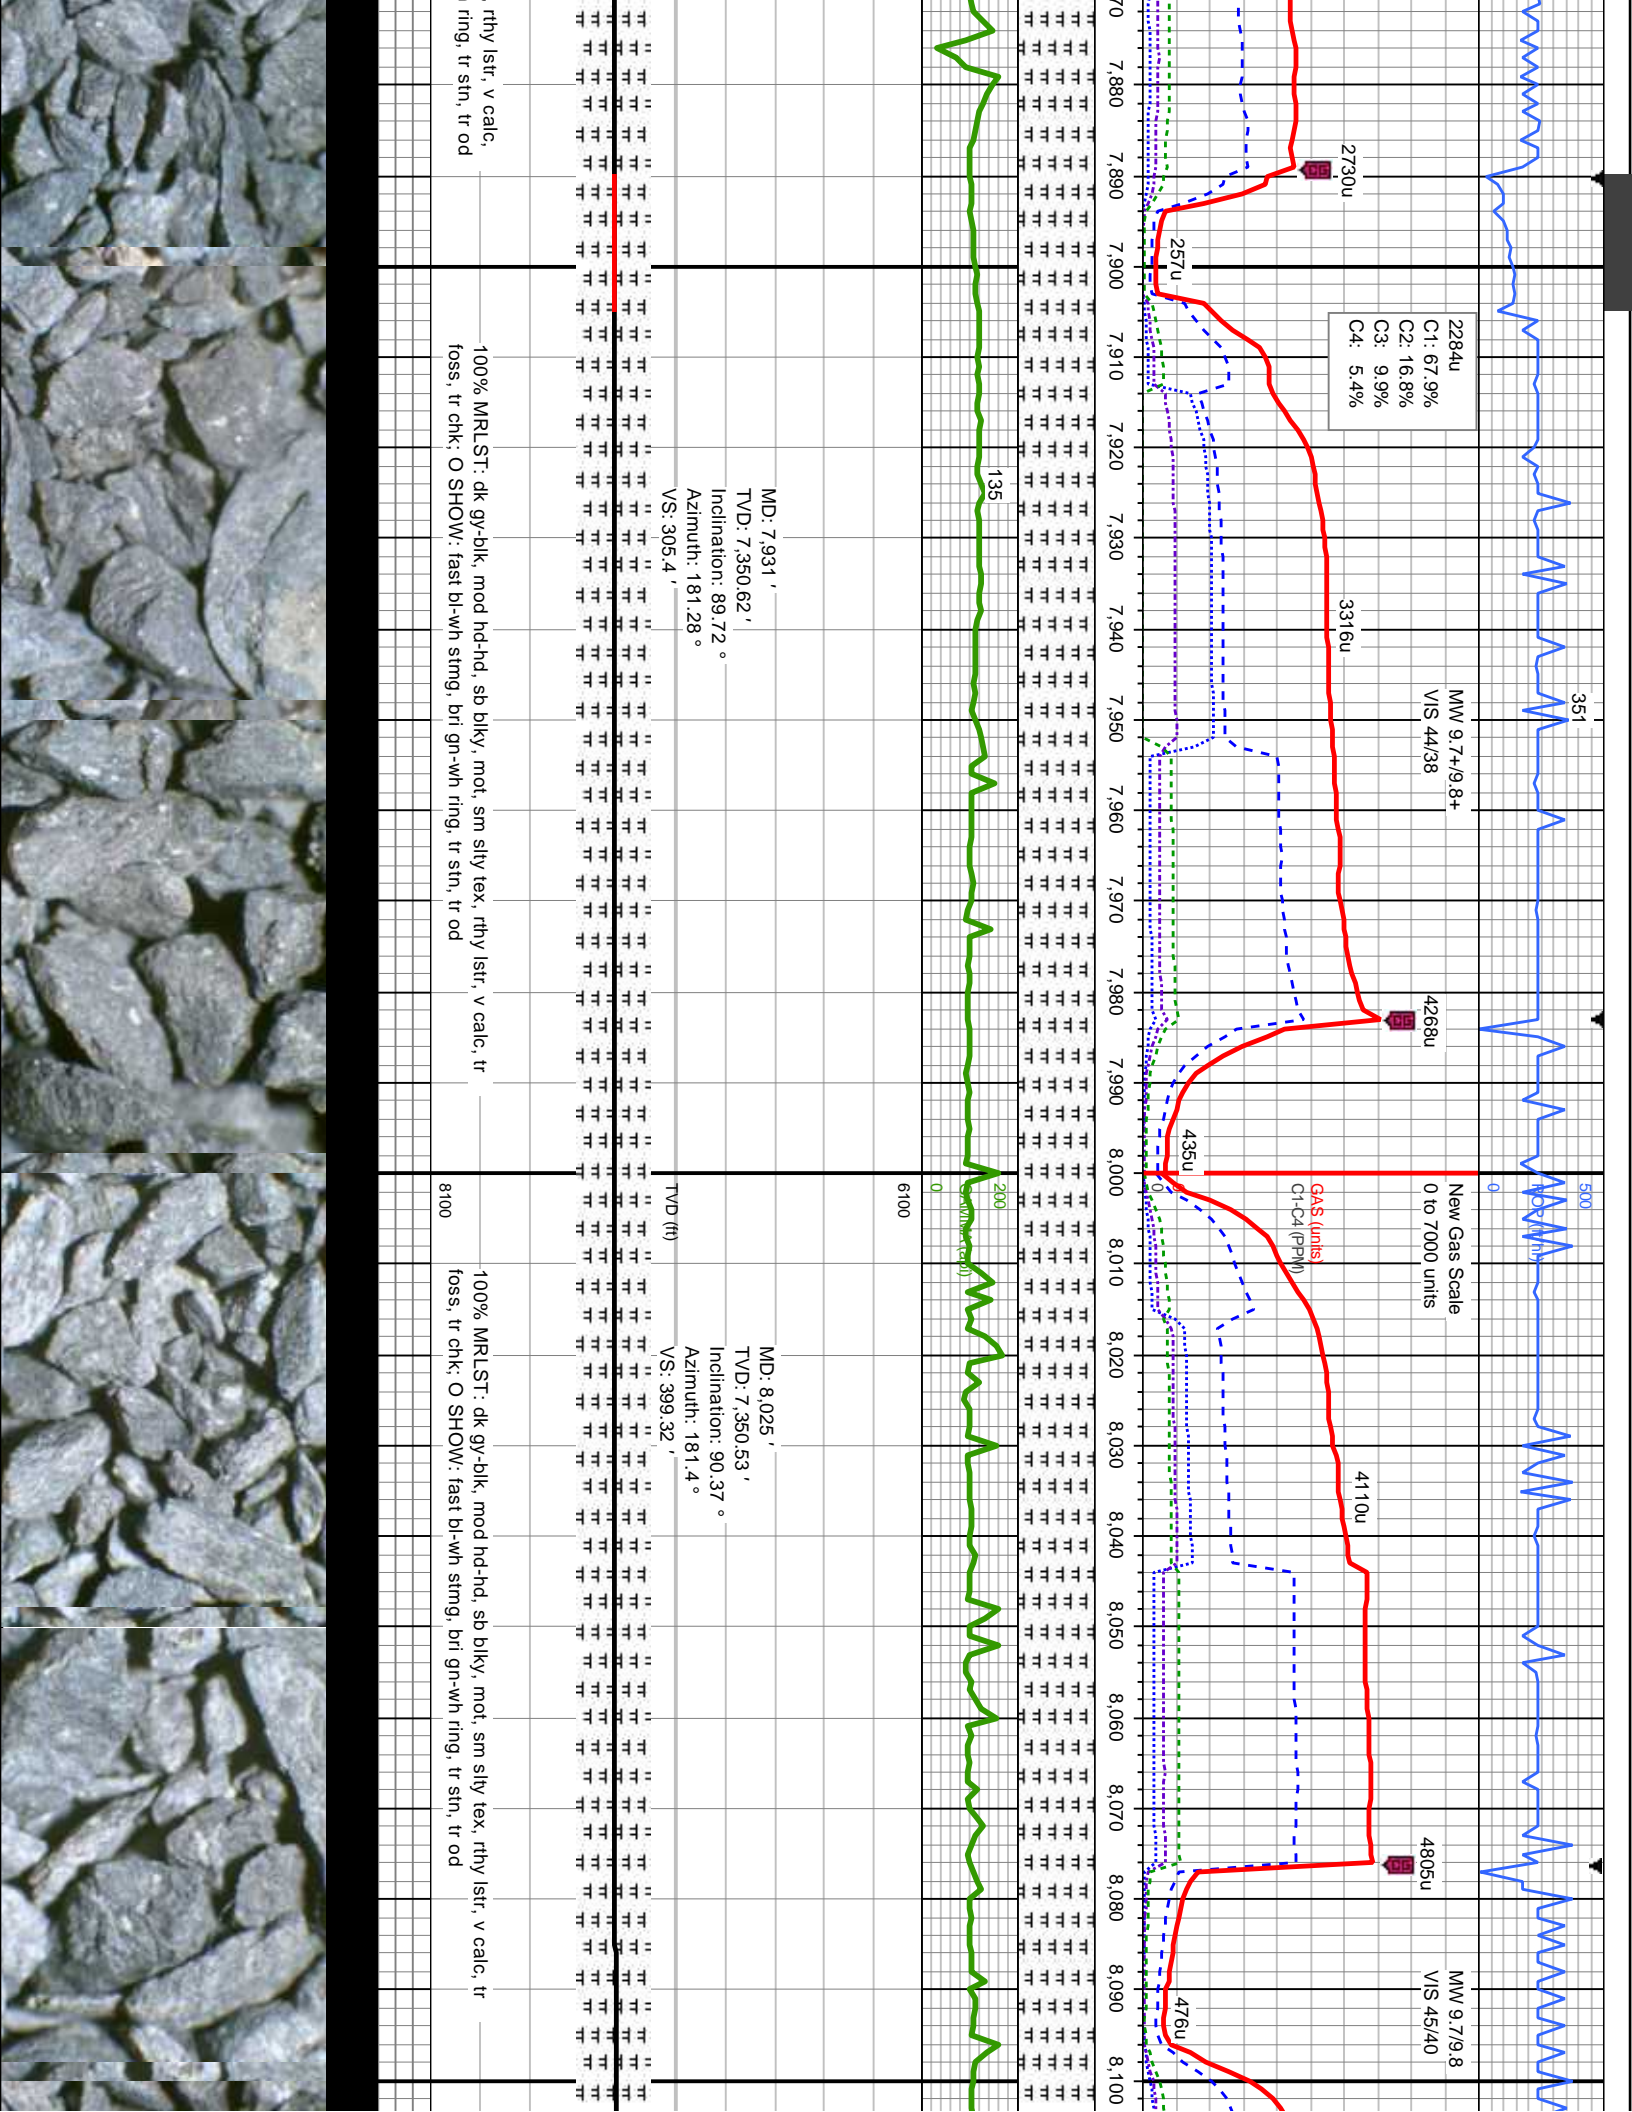 , rthy lstr, v calc,
ring, tr stn, tr od
100% MRLST: dk gy-blk, mod hd-hd, sb blky, mot, sm slty tex, rthy lstr, v calc, tr
foss, tr chk; O SHOW: fast bl-wh stmg, bri gn-wh ring, tr stn, tr od
100% MRLST: dk gy-blk, mod hd-hd, sb blky, mot, sm slty tex, rthy lstr, v calc, tr
foss, tr chk; O SHOW: fast bl-wh stmg, bri gn-wh ring, tr stn, tr od
MD: 7,931 '
TVD: 7,350.62 '
Inclination: 89.72 °
Azimuth: 181.28 °
VS: 305.4 '
MD: 8,025 '
TVD: 7,350.53 '
Inclination: 90.37 °
Azimuth: 181.4 °
VS: 399.32 '
8100
TVD (ft)
6100
135
0
200
70
7,880
7,890
7,900
7,910
7,920
7,930
7,940
7,950
7,960
7,970
7,980
7,990
8,000
8,010
8,020
8,030
8,040
8,050
8,060
8,070
8,080
8,090
8,100
2730u
CG
257u
2284u
C1: 67.9%
C2: 16.8%
C3: 9.9%
C4: 5.4%
3316u
MW 9.7+/9.8+
VIS 44/38
351
4268u
CG
435u
New Gas Scale
0 to 7000 units
GAS (units)
C1-C4 (PPM)
0
0
500
4110u
4805u
CG
476u
MW 9.7/9.8
VIS 45/40